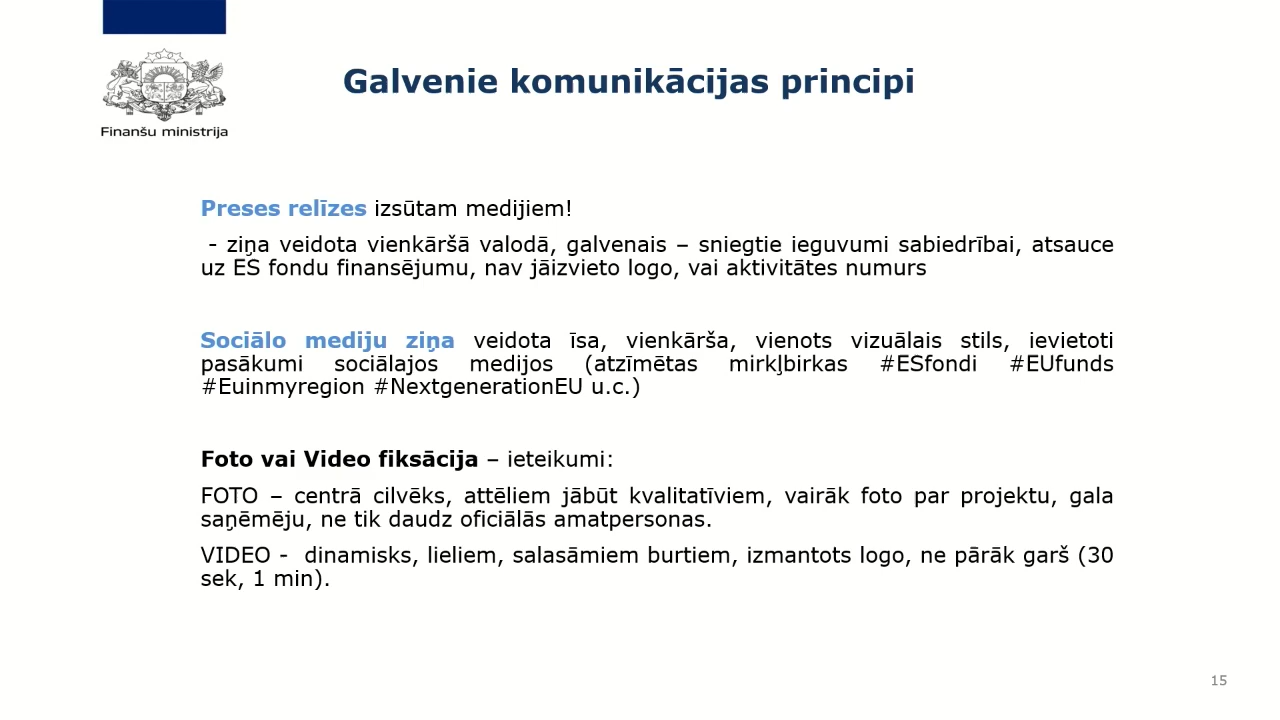 Finanšu ministrija
Galvenie komunikācijas principi
Preses relīzes izsūtam medijiem!
- ziņa veidota vienkāršā valodā, galvenais – sniegtie ieguvumi sabiedrībai, atsauce
uz ES fondu finansējumu, nav jāizvieto logo, vai aktivitātes numurs
Sociālo mediju ziņa veidota īsa, vienkārša, vienots vizuālais stils, ievietoti
pasākumi sociālajos medijos (atzīmētas mirkļbirkas #ESfondi #EUfunds
#Euinmyregion #NextgenerationEU u.c.)
Foto vai Video fiksācija – ieteikumi:
FOTO – centrā cilvēks, attēliem jābūt kvalitatīviem, vairāk foto par projektu, gala
saņēmēju, ne tik daudz oficiālās amatpersonas.
VIDEO -  dinamisks, lieliem, salasāmiem burtiem, izmantots logo, ne pārāk garš (30
sek, 1 min).
15